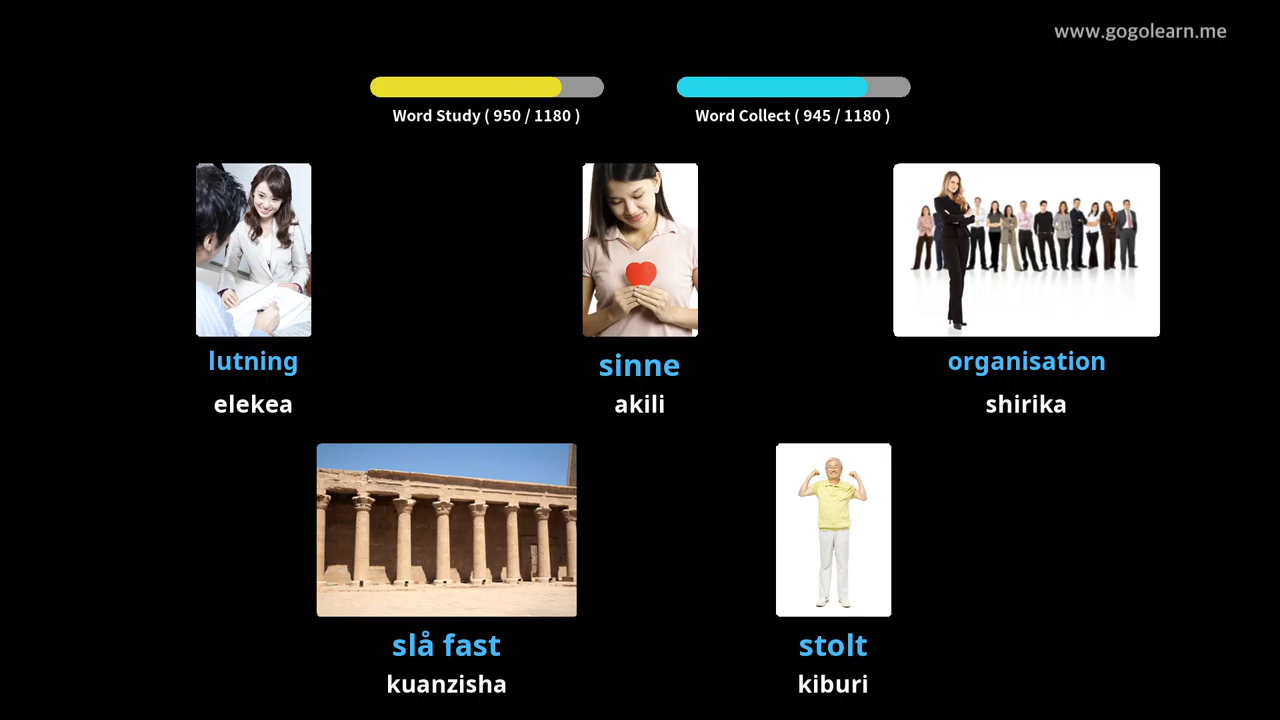 www.gogolearn.me
Word Study ( 950 / 1180 )
Word Collect ( 945 / 1180 )
lutning
elekea
sinne
akili
organisation
shirika
slå fast
kuanzisha
stolt
kiburi